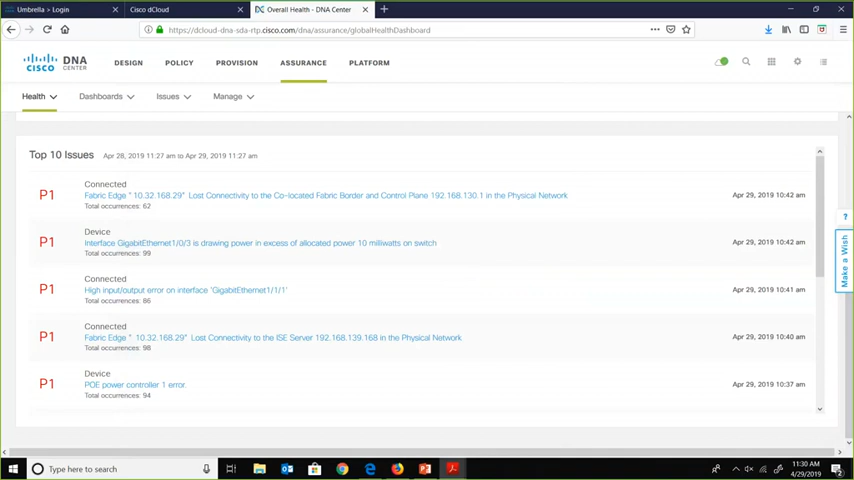 Umbrella > Login
Cisco dCloud
Overall Health - DNA Center
https://dcloud-dna-sda-rtp.cisco.com/dna/assurance/globalHealthDashboard
cisco
DNA
CENTER
DESIGN
POLICY
PROVISION
ASSURANCE
PLATFORM
Health
Dashboards
Issues
Manage
Top 10 Issues
Apr 28, 2019 11:27 am to Apr 29, 2019 11:27 am
P1
Connected
Fabric Edge " 10.32.168.29" Lost Connectivity to the Co-located Fabric Border and Control Plane 192.168.130.1 in the Physical Network
Total occurrences: 62
Apr 29, 2019 10:42 am
P1
Device
Interface GigabitEthernet1/0/3 is drawing power in excess of allocated power 10 milliwatts on switch
Total occurrences: 99
Apr 29, 2019 10:42 am
P1
Connected
High input/output error on interface 'GigabitEthernet1/1/1'
Total occurrences: 86
Apr 29, 2019 10:41 am
P1
Connected
Fabric Edge " 10.32.168.29" Lost Connectivity to the ISE Server 192.168.139.168 in the Physical Network
Total occurrences: 98
Apr 29, 2019 10:40 am
P1
Device
POE power controller 1 error.
Total occurrences: 94
Apr 29, 2019 10:37 am
?
Make a Wish
Type here to search
11:30 AM
4/29/2019
2